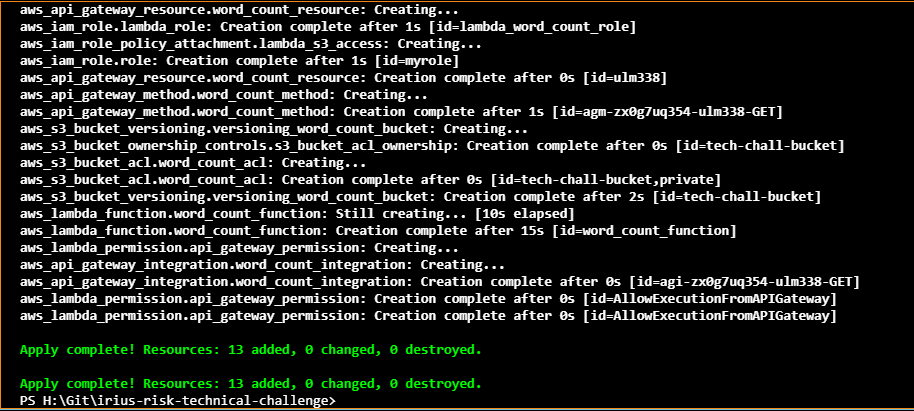 aws_api_gateway_resource.word_count_resource: Creating...
aws_iam_role.lambda_role: Creation complete after 1s [id=lambda_word_count_role]
aws_iam_role_policy_attachment.lambda_s3_access: Creating...
aws_iam_role.role: Creation complete after 1s [id=myrole]
aws_api_gateway_resource.word_count_resource: Creation complete after 0s [id=ulm338]
aws_api_gateway_method.word_count_method: Creating...
aws_api_gateway_method.word_count_method: Creation complete after 1s [id=agm-zx0g7uq354-ulm338-GET]
aws_s3_bucket_versioning.versioning_word_count_bucket: Creating...
aws_s3_bucket_ownership_controls.s3_bucket_acl_ownership: Creation complete after 0s [id=tech-chall-bucket]
aws_s3_bucket_acl.word_count_acl: Creating...
aws_s3_bucket_acl.word_count_acl: Creation complete after 0s [id=tech-chall-bucket,private]
aws_s3_bucket_versioning.versioning_word_count_bucket: Creation complete after 2s [id=tech-chall-bucket]
aws_lambda_function.word_count_function: Still creating... [10s elapsed]
aws_lambda_function.word_count_function: Creation complete after 15s [id=word_count_function]
aws_lambda_permission.api_gateway_permission: Creating...
aws_api_gateway_integration.word_count_integration: Creating...
aws_api_gateway_integration.word_count_integration: Creation complete after 0s [id=agi-zx0g7uq354-ulm338-GET]
aws_lambda_permission.api_gateway_permission: Creation complete after 0s [id=AllowExecutionFromAPIGateway]
aws_lambda_permission.api_gateway_permission: Creation complete after 0s [id=AllowExecutionFromAPIGateway]
Apply complete! Resources: 13 added, 0 changed, 0 destroyed.
Apply complete! Resources: 13 added, 0 changed, 0 destroyed.
PS H:\Git\irius-risk-technical-challenge>